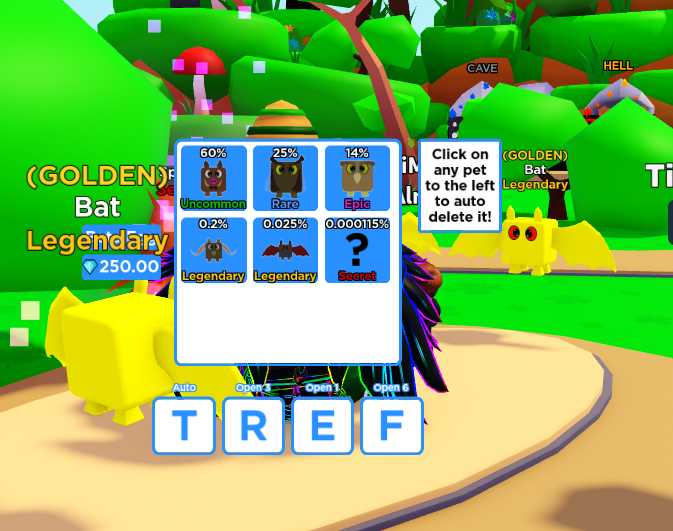 CAVE
HELL
(GOLDEN)
Bat
Legendary
250.00
60%
Uncommon
25%
Rare
14%
Epic
0.2%
Legendary
0.025%
Legendary
0.000115%
?
Secret
Click on
any pet
to the left
to auto
delete it!
(GOLDEN)
Bat
Legendary
Auto
Open 3
Open 1
Open 6
T
R
E
F